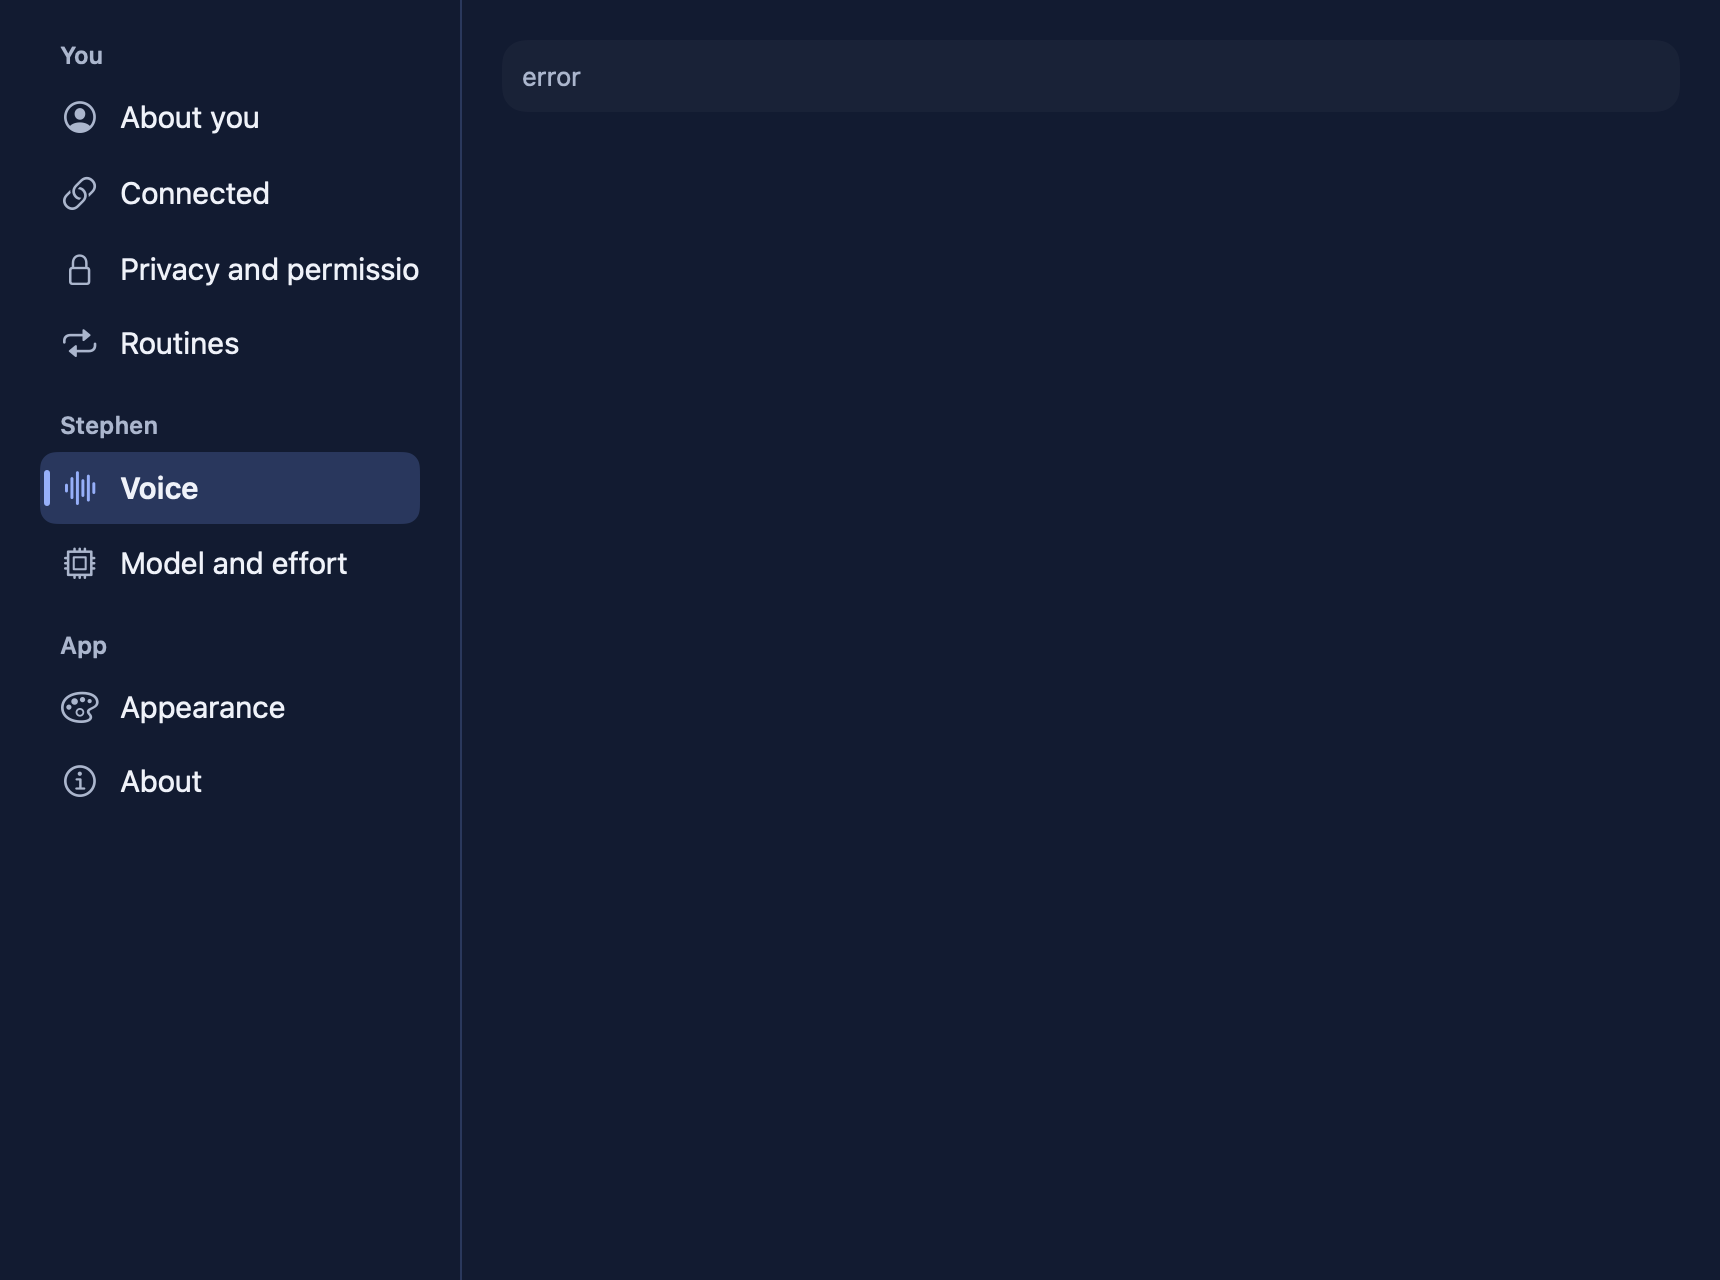 You
About you
Connected
Privacy and permissio
Routines
Stephen
Voice
Model and effort
App
Appearance
About
error